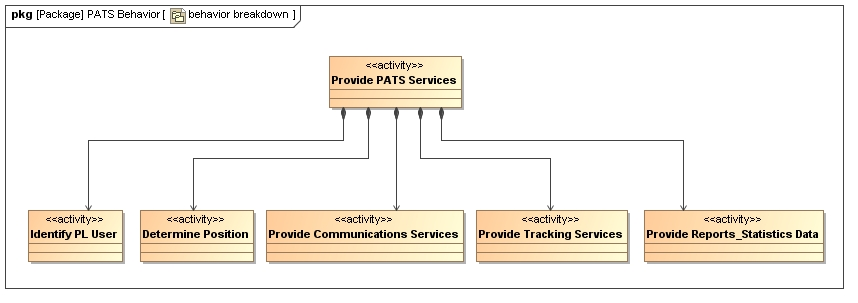 pkg [Package] PATS Behavior [ behavior breakdown ]
<<activity>>
Provide PATS Services
<<activity>>
Identify PL User
<<activity>>
Determine Position
<<activity>>
Provide Communications Services
<<activity>>
Provide Tracking Services
<<activity>>
Provide Reports_Statistics Data